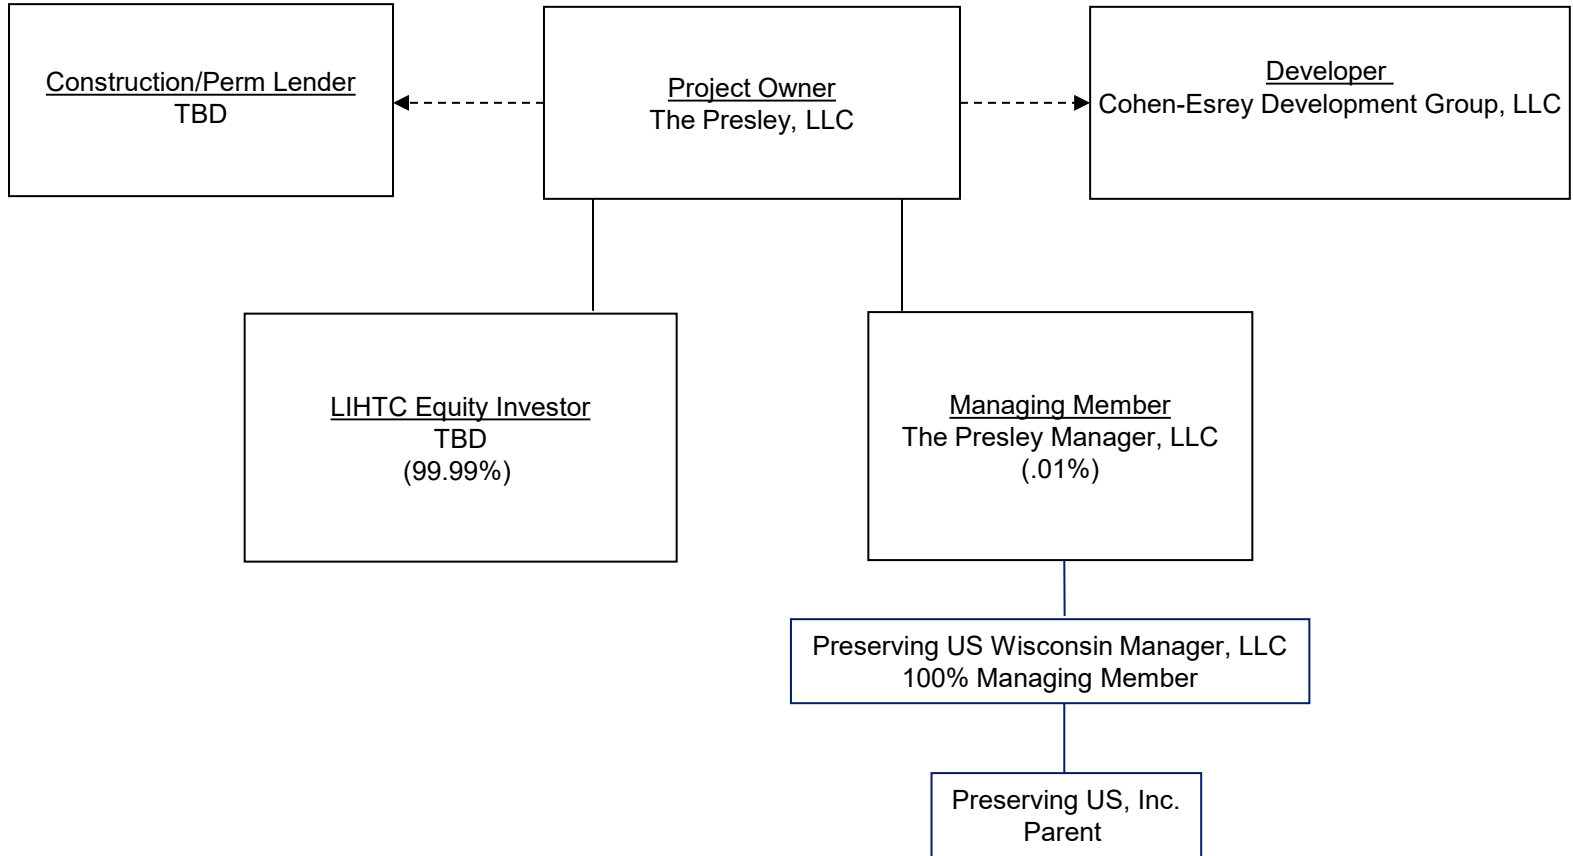 Construction/Perm Lender
TBD
Project Owner
The Presley, LLC
Developer
Cohen-Esrey Development Group, LLC
LIHTC Equity Investor
TBD
(99.99%)
Managing Member
The Presley Manager, LLC
(.01%)
Preserving US Wisconsin Manager, LLC
100% Managing Member
Preserving US, Inc.
Parent